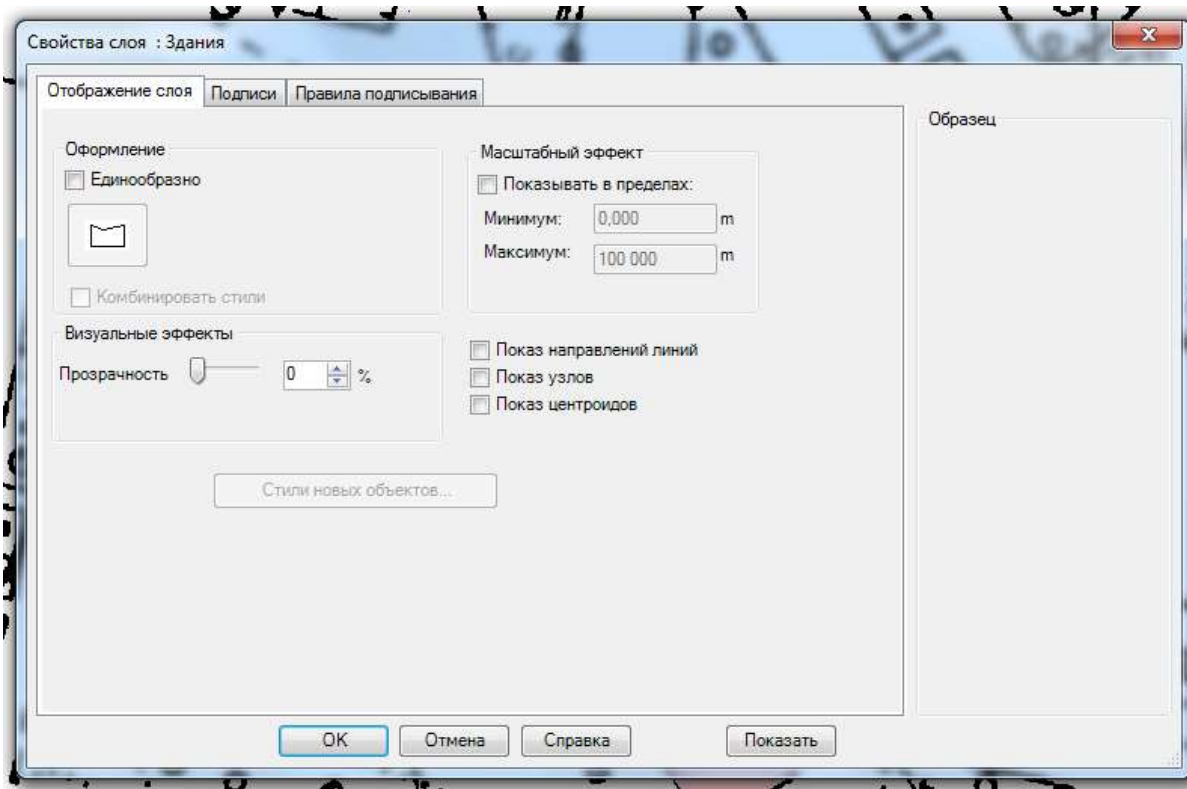 Свойства слоя : Здания
Отображение слоя Подписи Правила подписывания
Образец
Оформление
Единообразно
Комбинировать стили
Масштабный эффект
Показывать в пределах:
Минимум: 0,000 m
Максимум: 100 000 m
Визуальные эффекты
Прозрачность 0 %
Показ направлений линий
Показ узлов
Показ центроидов
Стили новых объектов...
OK Отмена Справка Показать